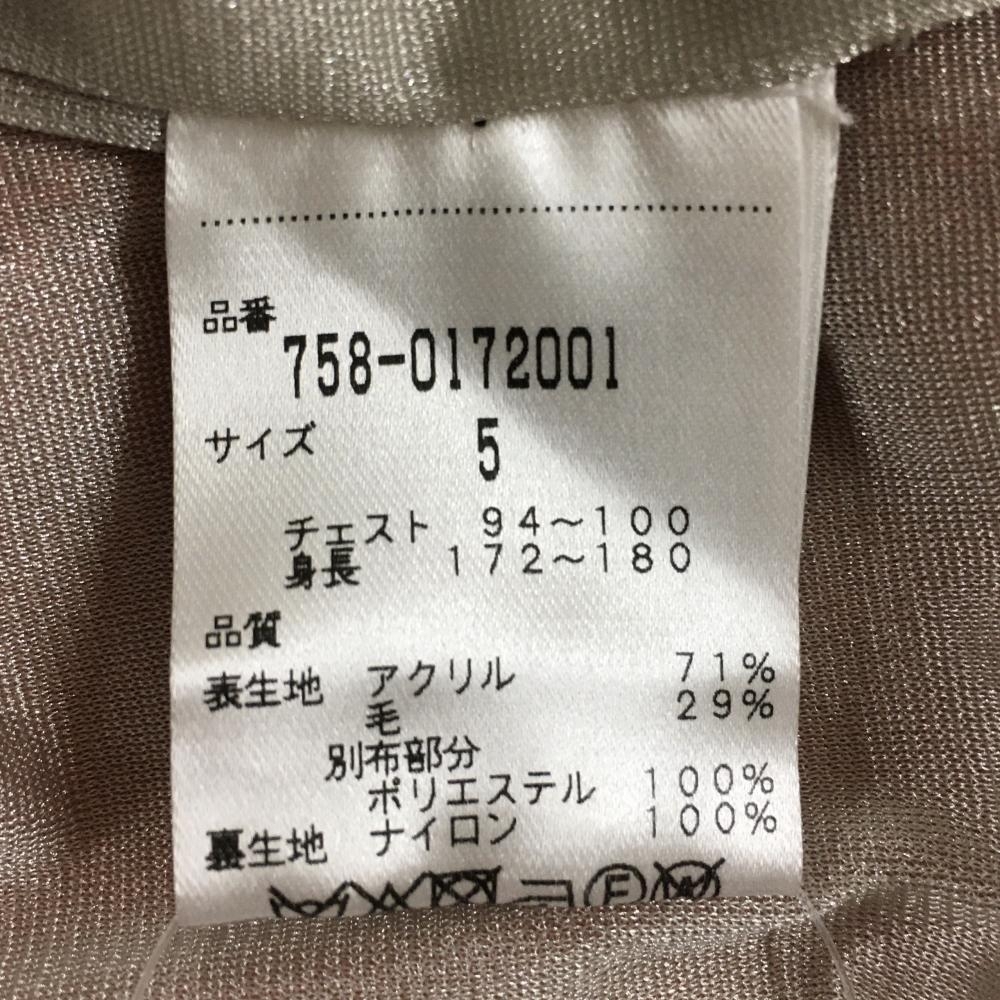 品番
758-0172001
サイズ 5
チェスト 94~100
身長 172~180
品質
表生地 アクリル 71%
毛 29%
別布部分
ポリエステル 100%
裏生地 ナイロン 100%
F W